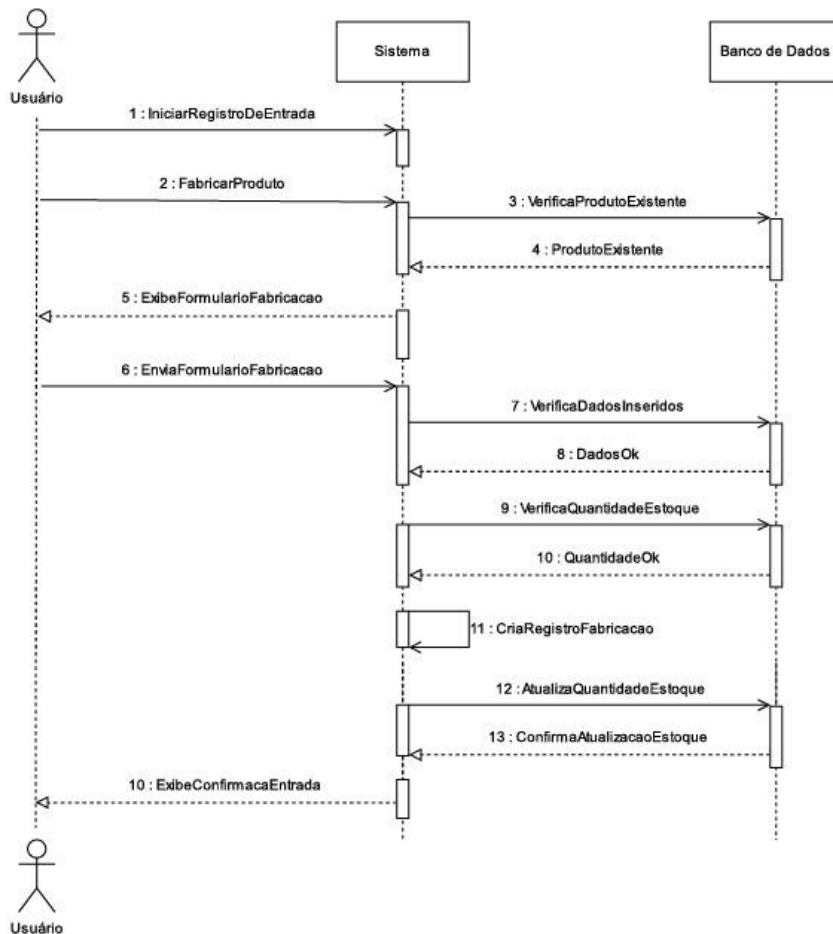 Usuário
Sistema
Banco de Dados
1 : IniciarRegistroDeEntrada
2 : FabricarProduto
3 : VerificaProdutoExistente
4 : ProdutoExistente
5 : ExibeFormularioFabricacao
6 : EnviaFormularioFabricacao
7 : VerificaDadosInseridos
8 : DadosOk
9 : VerificaQuantidadeEstoque
10 : QuantidadeOk
11 : CriaRegistroFabricacao
12 : AtualizaQuantidadeEstoque
13 : ConfirmaAtualizacaoEstoque
10 : ExibeConfirmacaEntrada
Usuário